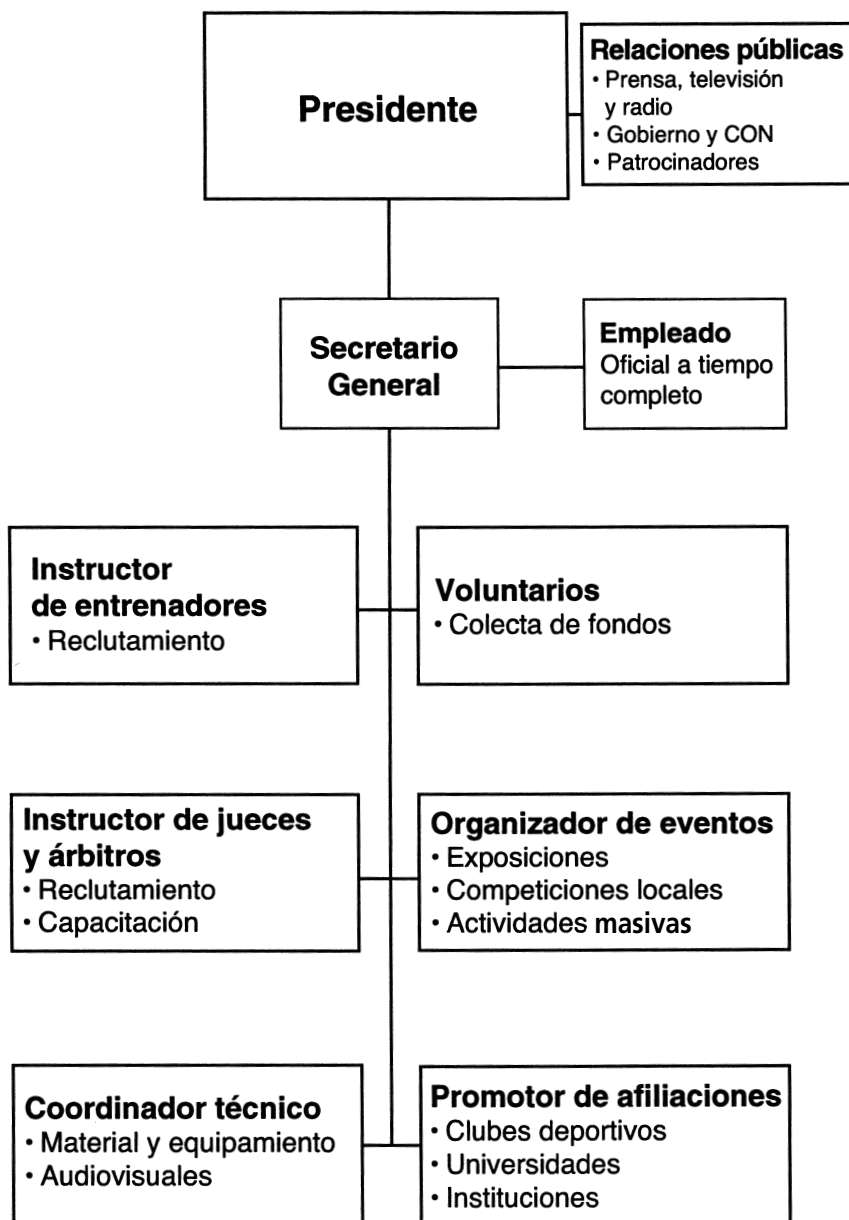 Presidente
Relaciones públicas
• Prensa, televisión
y radio
• Gobierno y CON
• Patrocinadores
Secretario
General
Empleado
Oficial a tiempo
completo
Instructor
de entrenadores
• Reclutamiento
Voluntarios
• Colecta de fondos
Instructor de jueces
y árbitros
• Reclutamiento
• Capacitación
Organizador de eventos
• Exposiciones
• Competiciones locales
• Actividades masivas
Coordinador técnico
• Material y equipamiento
• Audiovisuales
Promotor de afiliaciones
• Clubes deportivos
• Universidades
• Instituciones